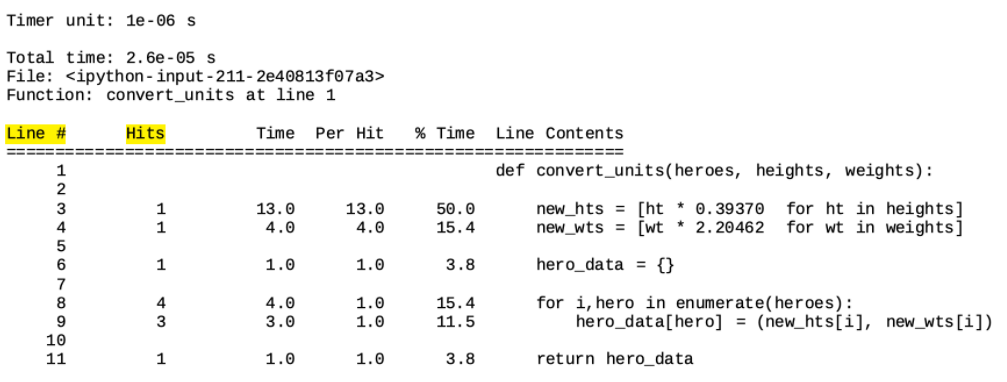 Timer unit: 1e-06 s
Total time: 2.6e-05 s
File: <ipython-input-211-2e40813f07a3>
Function: convert_units at line 1
Line #      Hits         Time  Per Hit   % Time  Line Contents
==============================================================
     1                                           def convert_units(heroes, heights, weights):
     2
     3         1         13.0     13.0     50.0      new_hts = [ht * 0.39370  for ht in heights]
     4         1          4.0      4.0     15.4      new_wts = [wt * 2.20462  for wt in weights]
     5
     6         1          1.0      1.0      3.8      hero_data = {}
     7
     8         4          4.0      1.0     15.4      for i,hero in enumerate(heroes):
     9         3          3.0      1.0     11.5          hero_data[hero] = (new_hts[i], new_wts[i])
    10
    11         1          1.0      1.0      3.8      return hero_data